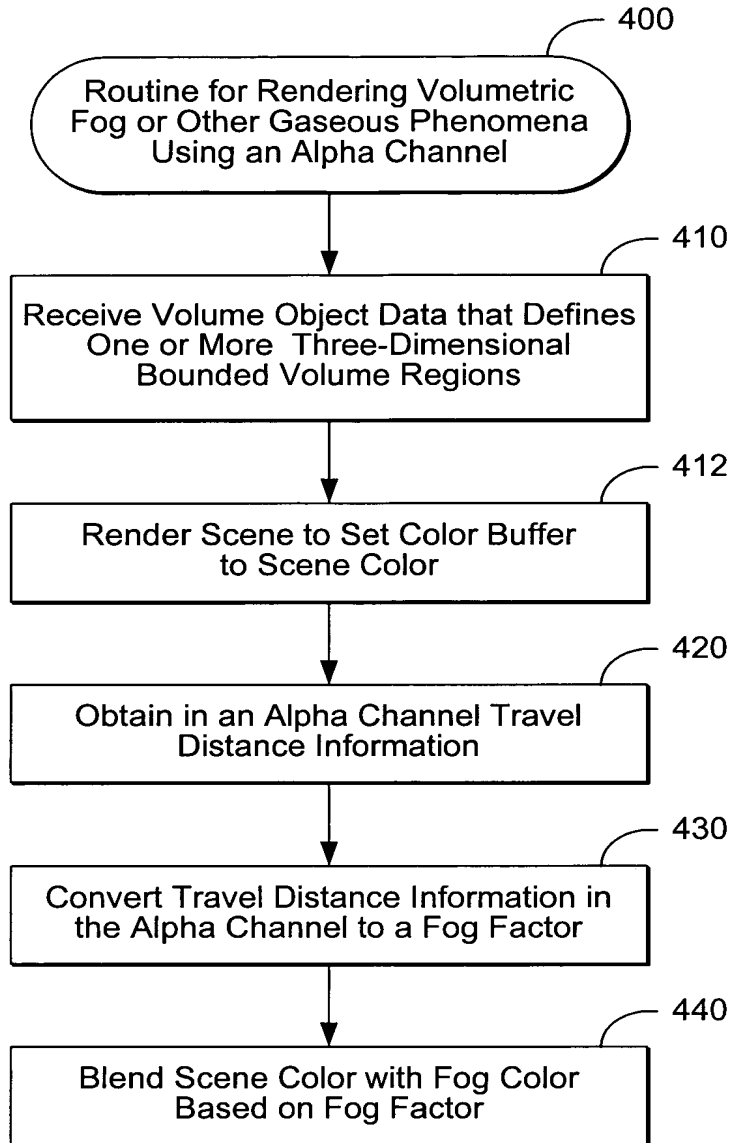 400
Routine for Rendering Volumetric
Fog or Other Gaseous Phenomena
Using an Alpha Channel
410
Receive Volume Object Data that Defines
One or More Three-Dimensional
Bounded Volume Regions
412
Render Scene to Set Color Buffer
to Scene Color
420
Obtain in an Alpha Channel Travel
Distance Information
430
Convert Travel Distance Information in
the Alpha Channel to a Fog Factor
440
Blend Scene Color with Fog Color
Based on Fog Factor